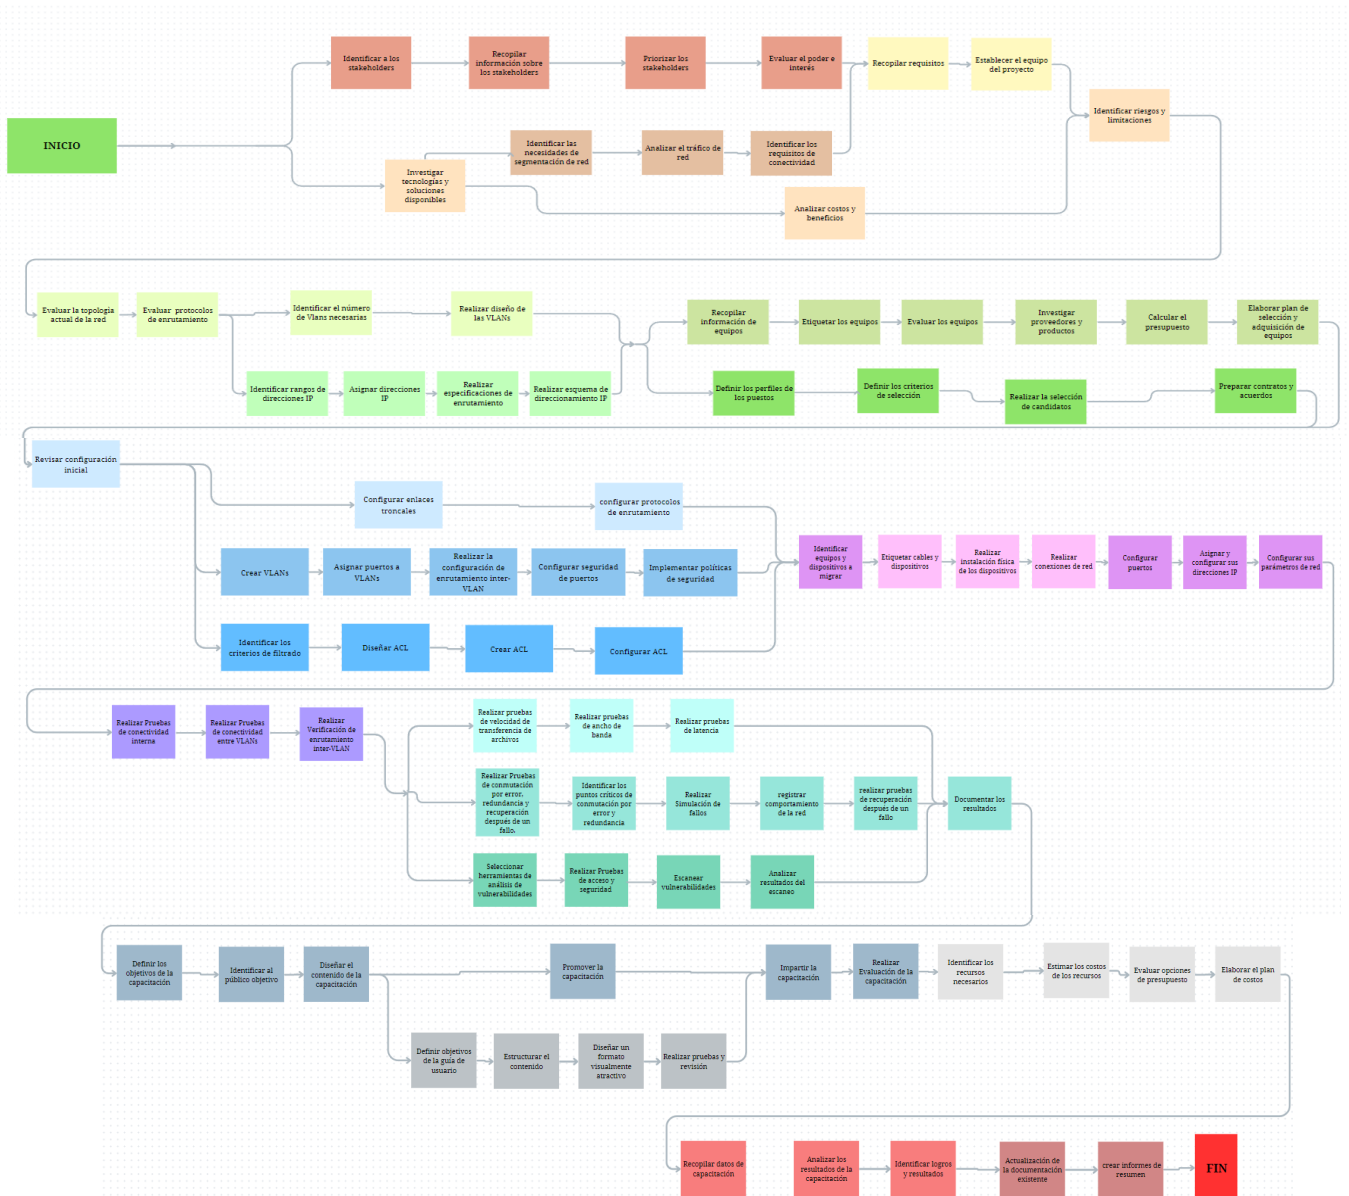 INICIO
Identificar a los
stakeholders
Recopilar
información sobre
los stakeholders
Priorizar los
stakeholders
Evaluar el poder e
interés
Recopilar requisitos
Establecer el equipo
del proyecto
Identificar riesgos y
limitaciones
Investigar
tecnologías y
soluciones
disponibles
Identificar las
necesidades de
segmentación de red
Analizar el tráfico de
red
Identificar los
requisitos de
conectividad
Analizar costos y
beneficios
Evaluar la topología
actual de la red
Evaluar protocolos
de enrutamiento
Identificar el número
de Vlans necesarias
Realizar diseño de
las VLANs
Identificar rangos de
direcciones IP
Asignar direcciones
IP
Realizar
especificaciones de
enrutamiento
Realizar esquema de
direccionamiento IP
Recopilar
información de
equipos
Etiquetar los equipos
Evaluar los equipos
Investigar
proveedores y
productos
Calcular el
presupuesto
Elaborar plan de
selección y
adquisición de
equipos
Definir los perfiles de
los puestos
Definir los criterios
de selección
Realizar la selección
de candidatos
Preparar contratos y
acuerdos
Revisar configuración
inicial
Configurar enlaces
troncales
configurar protocolos
de enrutamiento
Crear VLANs
Asignar puertos a
VLANs
Realizar la
configuración de
enrutamiento inter-
VLAN
Configurar seguridad
de puertos
Implementar políticas
de seguridad
Identificar los
criterios de filtrado
Diseñar ACL
Crear ACL
Configurar ACL
Identificar
equipos y
dispositivos a
migrar
Etiquetar cables y
dispositivos
Realizar
instalación física
de los dispositivos
Realizar
conexiones de red
Configurar
puertos
Asignar y
configurar sus
direcciones IP
Configurar sus
parámetros de red
Realizar Pruebas
de conectividad
interna
Realizar Pruebas
de conectividad
entre VLANs
Realizar
Verificación de
enrutamiento
inter-VLAN
Realizar pruebas
de velocidad de
transferencia de
archivos
Realizar pruebas
de ancho de
banda
Realizar pruebas
de latencia
Realizar Pruebas
de conmutación
por error,
redundancia y
recuperación
después de un
fallo.
Identificar los
puntos críticos de
conmutación por
error y
redundancia
Realizar
Simulación de
fallos
registrar
comportamiento
de la red
realizar pruebas
de recuperación
después de un
fallo
Documentar los
resultados
Seleccionar
herramientas de
análisis de
vulnerabilidades
Realizar Pruebas
de acceso y
seguridad
Escanear
vulnerabilidades
Analizar
resultados del
escaneo
Definir los
objetivos de la
capacitación
Identificar al
público objetivo
Diseñar el
contenido de la
capacitación
Promover la
capacitación
Impartir la
capacitación
Realizar
Evaluación de la
capacitación
Identificar los
recursos
necesarios
Estimar los costos
de los recursos
Evaluar opciones
de presupuesto
Elaborar el plan
de costos
Definir objetivos
de la guía de
usuario
Estructurar el
contenido
Diseñar un
formato
visualmente
atractivo
Realizar pruebas y
revisión
Recopilar datos de
capacitación
Analizar los
resultados de la
capacitación
Identificar logros
y resultados
Actualización de
la documentación
existente
crear informes de
resumen
FIN